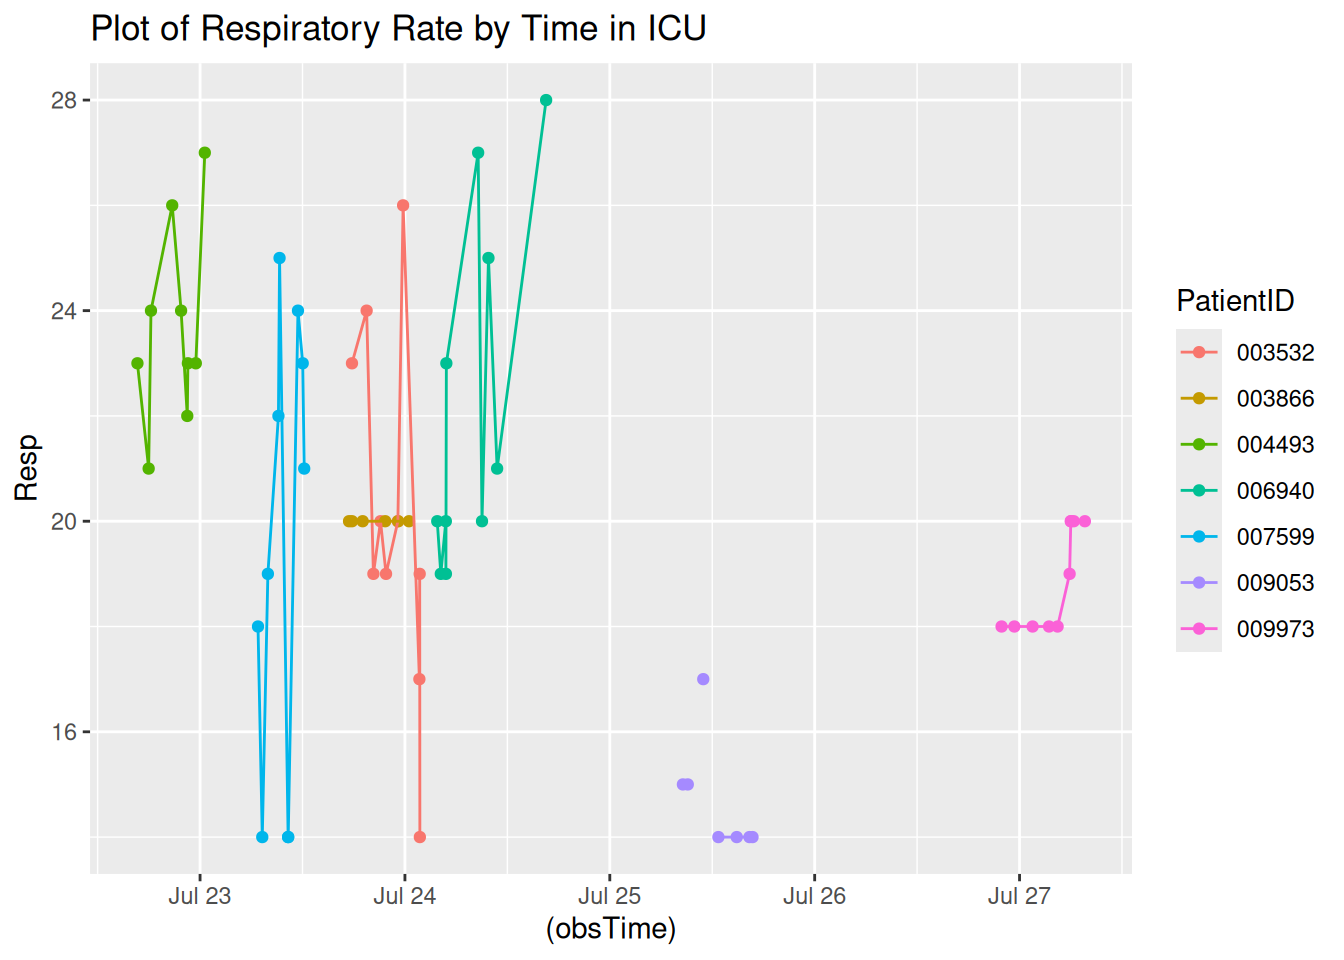 Plot of Respiratory Rate by Time in ICU
28
24
20
16
Resp
Jul 23
Jul 24
Jul 25
Jul 26
Jul 27
(obsTime)
PatientID
003532
003866
004493
006940
007599
009053
009973